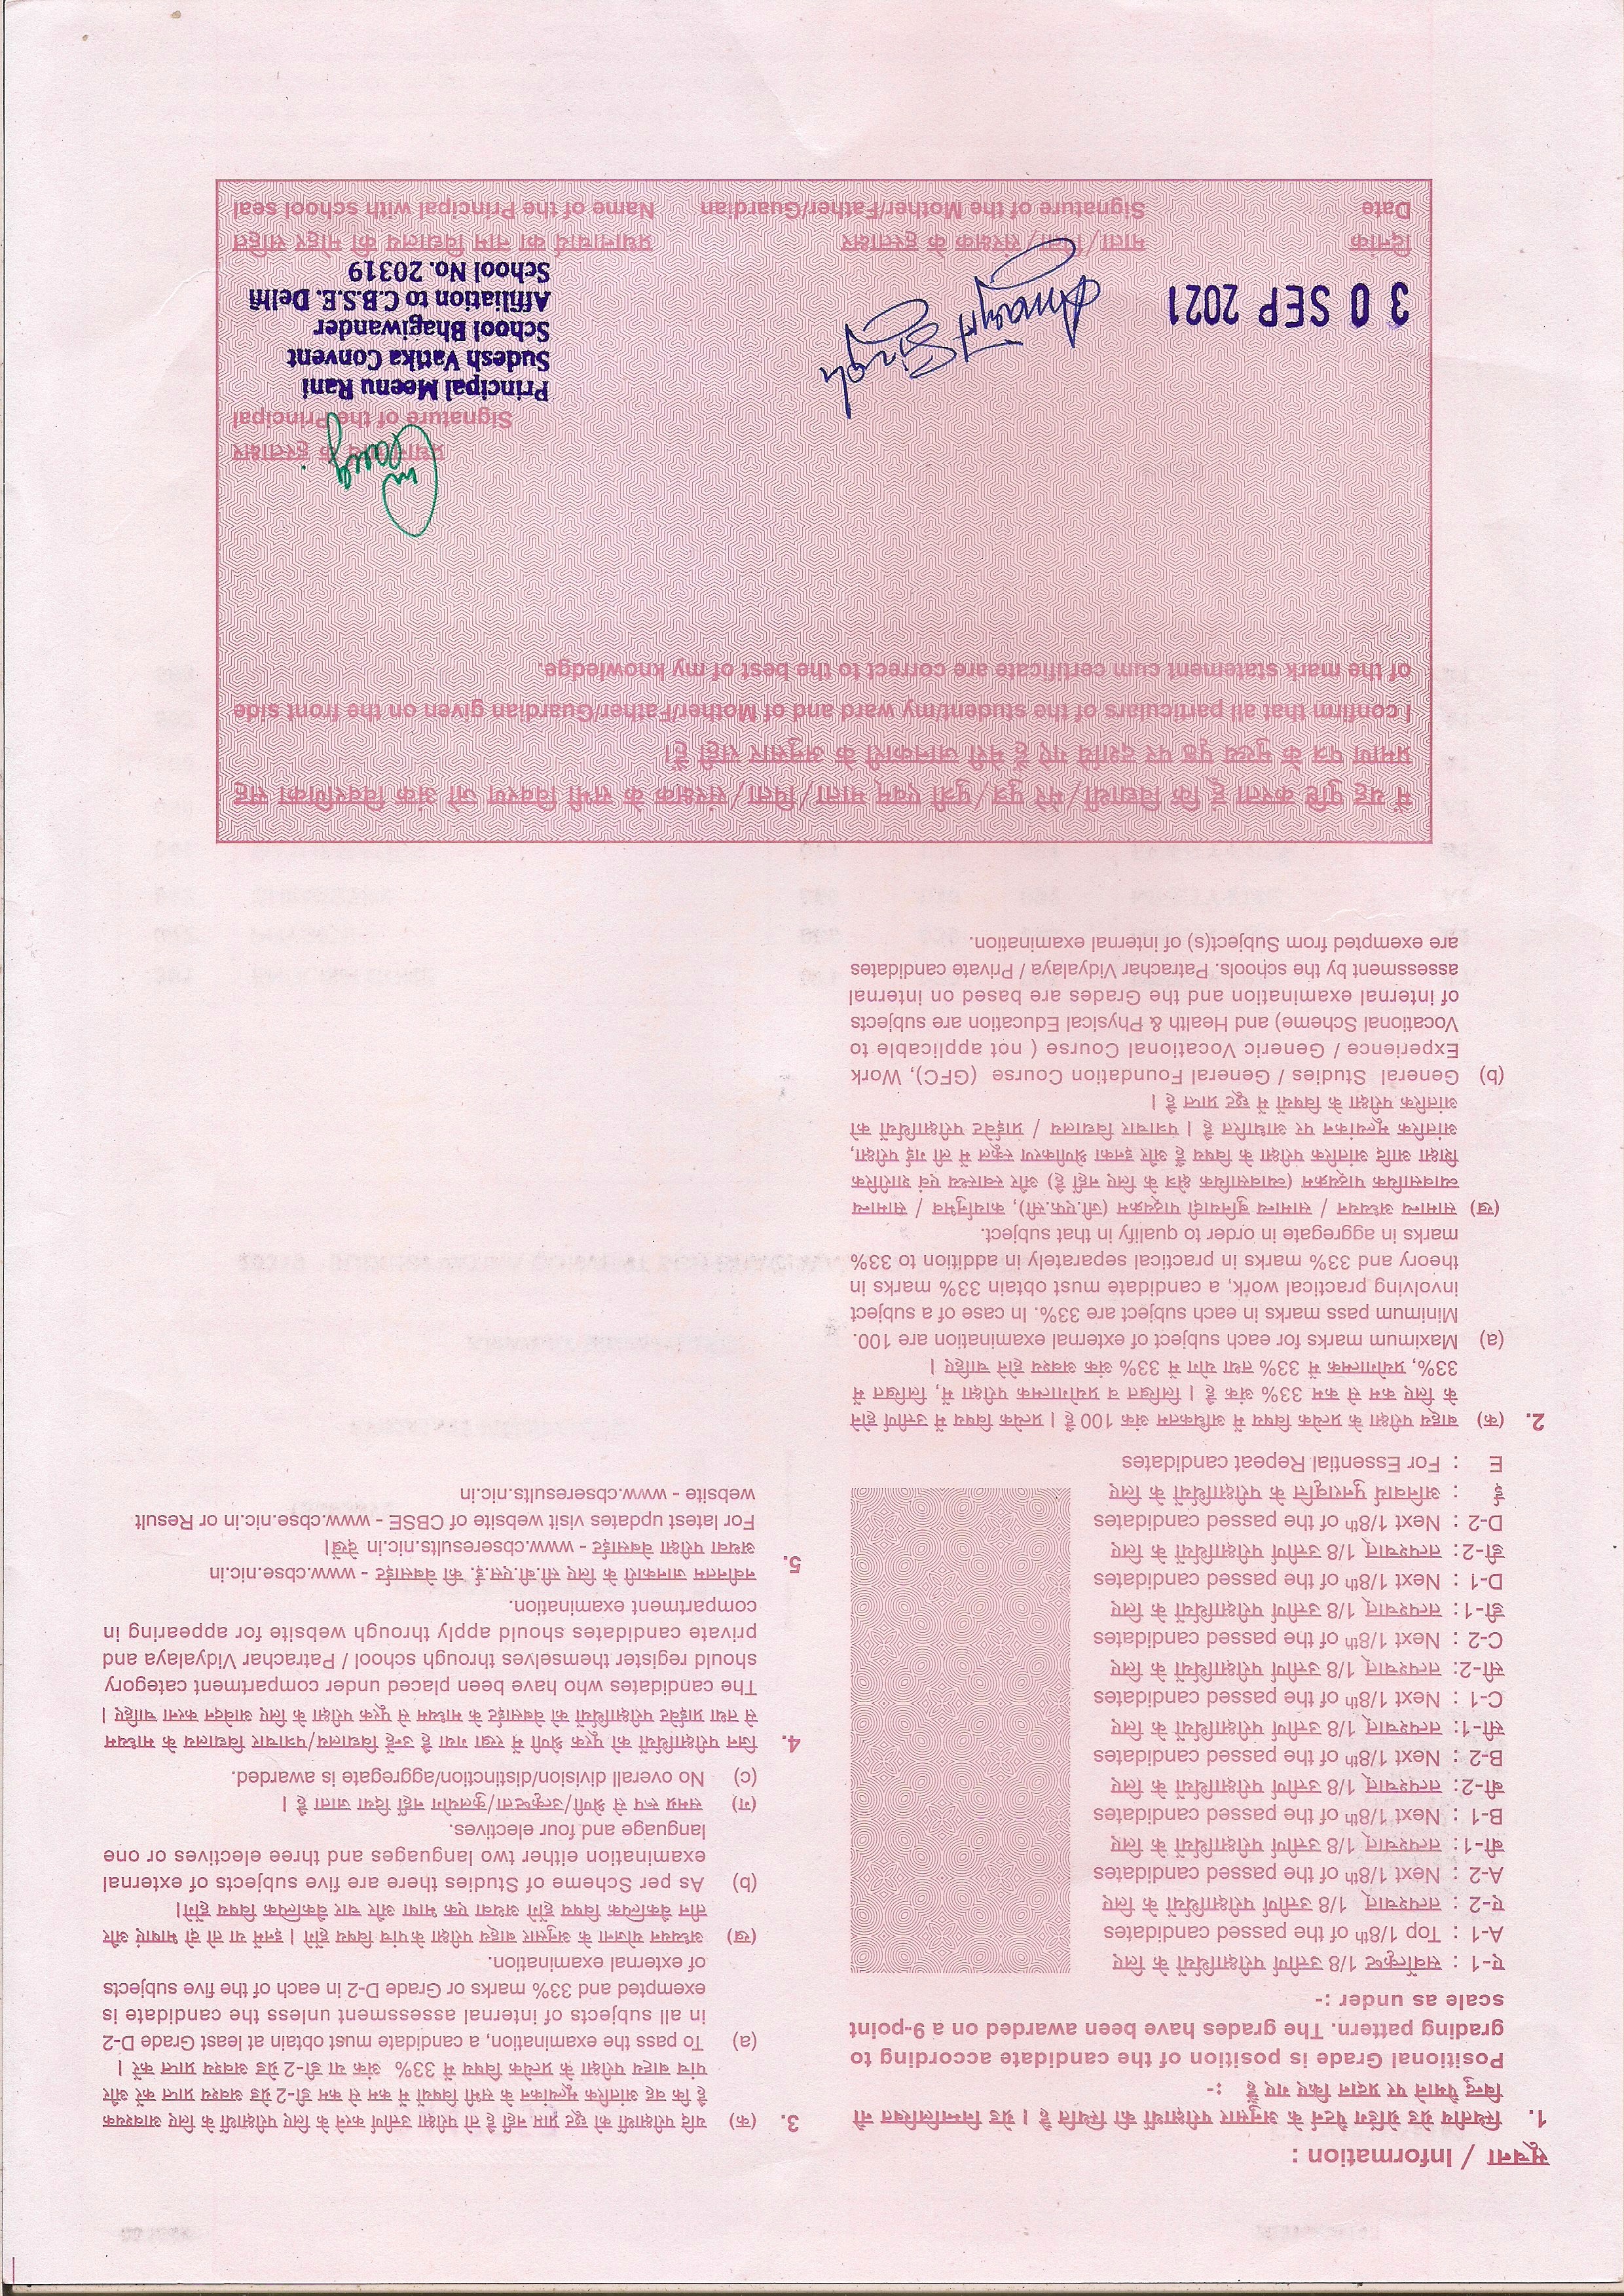 सूचना / Information :
1. स्थितीय ग्रेड ग्रेडिंग पैटर्न के अनुसार परीक्षार्थी की स्थिति है | ग्रेड निम्नलिखित नौ
बिन्दु पैमाने पर प्रदान किए गए हैं :-
Positional Grade is position of the candidate according to
grading pattern. The grades have been awarded on a 9-point
scale as under :-
ए-1 : सर्वोत्कृष्ट 1/8 उत्तीर्ण परीक्षार्थियों के लिए
A-1 : Top 1/8th of the passed candidates
ए-2 : तत्पश्चात् 1/8 उत्तीर्ण परीक्षार्थियों के लिए
A-2 : Next 1/8th of the passed candidates
बी-1 : तत्पश्चात् 1/8 उत्तीर्ण परीक्षार्थियों के लिए
B-1 : Next 1/8th of the passed candidates
बी-2: तत्पश्चात् 1/8 उत्तीर्ण परीक्षार्थियों के लिए
B-2 : Next 1/8th of the passed candidates
सी-1: तत्पश्चात् 1/8 उत्तीर्ण परीक्षार्थियों के लिए
C-1 : Next 1/8th of the passed candidates
सी-2: तत्पश्चात् 1/8 उत्तीर्ण परीक्षार्थियों के लिए
C-2 : Next 1/8th of the passed candidates
डी-1: तत्पश्चात् 1/8 उत्तीर्ण परीक्षार्थियों के लिए
D-1 : Next 1/8th of the passed candidates
डी-2: तत्पश्चात् 1/8 उत्तीर्ण परीक्षार्थियों के लिए
D-2 : Next 1/8th of the passed candidates
ई : अनिवार्य पुनरावृत्ति के परीक्षार्थियों के लिए
E : For Essential Repeat candidates
2. (क) बाह्य परीक्षा के प्रत्येक विषय में अधिकतम अंक 100 है | प्रत्येक विषय में उत्तीर्ण होने
के लिए कम से कम 33% अंक है | लिखित व प्रयोगात्मक परीक्षा में, लिखित में
33%, प्रयोगात्मक में 33% तथा योग में 33% अंक अवश्य होने चाहिए |
(a) Maximum marks for each subject of external examination are 100.
Minimum pass marks in each subject are 33%. In case of a subject
involving practical work, a candidate must obtain 33% marks in
theory and 33% marks in practical separately in addition to 33%
marks in aggregate in order to qualify in that subject.
(ख) सामान्य अध्ययन / सामान्य बुनियादी पाठ्यक्रम (जी.एफ.सी), कार्यानुभव / सामान्य
व्यावसायिक पाठ्यक्रम (व्यावसायिक क्षेत्र के लिए नहीं है) और स्वास्थ्य एवं शारीरिक
शिक्षा आदि आंतरिक परीक्षा के विषय हैं और इनका श्रेणीकरण स्कूल में ली गई परीक्षा,
आंतरिक मूल्यांकन पर आधारित है | पत्राचार विद्यालय / प्राईवेट परीक्षार्थियों को
आंतरिक परीक्षा के विषयों में छूट प्राप्त है |
(b) General Studies / General Foundation Course (GFC), Work
Experience / Generic Vocational Course ( not applicable to
Vocational Scheme) and Health & Physical Education are subjects
of internal examination and the Grades are based on internal
assessment by the schools. Patrachar Vidyalaya / Private candidates
are exempted from Subject(s) of internal examination.
3. (क) यदि परीक्षार्थी को छूट प्राप्त नहीं है तो परीक्षा उत्तीर्ण करने के लिए परीक्षार्थी के लिए आवश्यक
है कि वह आंतरिक मूल्यांकन के सभी विषयों में कम से कम डी-2 ग्रेड अवश्य प्राप्त करे और
पांच बाह्य परीक्षा के प्रत्येक विषय में 33% अंक या डी-2 ग्रेड अवश्य प्राप्त करे |
(a) To pass the examination, a candidate must obtain at least Grade D-2
in all subjects of internal assessment unless the candidate is
exempted and 33% marks or Grade D-2 in each of the five subjects
of external examination.
(ख) अध्ययन योजना के अनुसार बाह्य परीक्षा के पांच विषय होंगे | इनमें या तो दो भाषाएं और
तीन वैकल्पिक विषय होंगे अथवा एक भाषा और चार वैकल्पिक विषय होंगे|
(b) As per Scheme of Studies there are five subjects of external
examination either two languages and three electives or one
language and four electives.
(ग) समग्र रूप से श्रेणी/उत्कृष्टता/कुलयोग नहीं दिया जाता है |
(c) No overall division/distinction/aggregate is awarded.
4. जिन परीक्षार्थियों को पूरक श्रेणी में रखा गया है उन्हें विद्यालय/पत्राचार विद्यालय के माध्यम
से तथा प्राईवेट परीक्षार्थियों को वेबसाईट के माध्यम से पूरक परीक्षा के लिए आवेदन करना चाहिए |
The candidates who have been placed under compartment category
should register themselves through school / Patrachar Vidyalaya and
private candidates should apply through website for appearing in
compartment examination.
5. नवीनतम जानकारी के लिए सी.बी.एस.ई. की वेबसाईट - www.cbse.nic.in
अथवा परीक्षा वेबसाईट - www.cbseresults.nic.in देखें|
For latest updates visit website of CBSE - www.cbse.nic.in or Result
website - www.cbseresults.nic.in
मैं यह पुष्टि करता हूं कि विद्यार्थी/मेरे पुत्र/पुत्री एवम् माता/पिता/संरक्षक के सभी विवरण जो अंक विवरणिका सह
प्रमाण पत्र के मुख्य पृष्ठ पर दर्शाये गए हैं मेरी जानकारी के अनुसार सही हैं।
I confirm that all particulars of the student/my ward and of Mother/Father/Guardian given on the front side
of the mark statement cum certificate are correct to the best of my knowledge.
प्रधानाचार्य के हस्ताक्षर
Signature of the Principal
Principal Meenu Rani
Sudesh Vatika Convent
School Bhagiwander
Affiliation to C.B.S.E. Delhi
School No. 20319
30 SEP 2021
दिनांक माता/पिता/संरक्षक के हस्ताक्षर प्रधानाचार्य का नाम विद्यालय की मोहर सहित
Date Signature of the Mother/Father/Guardian Name of the Principal with school seal